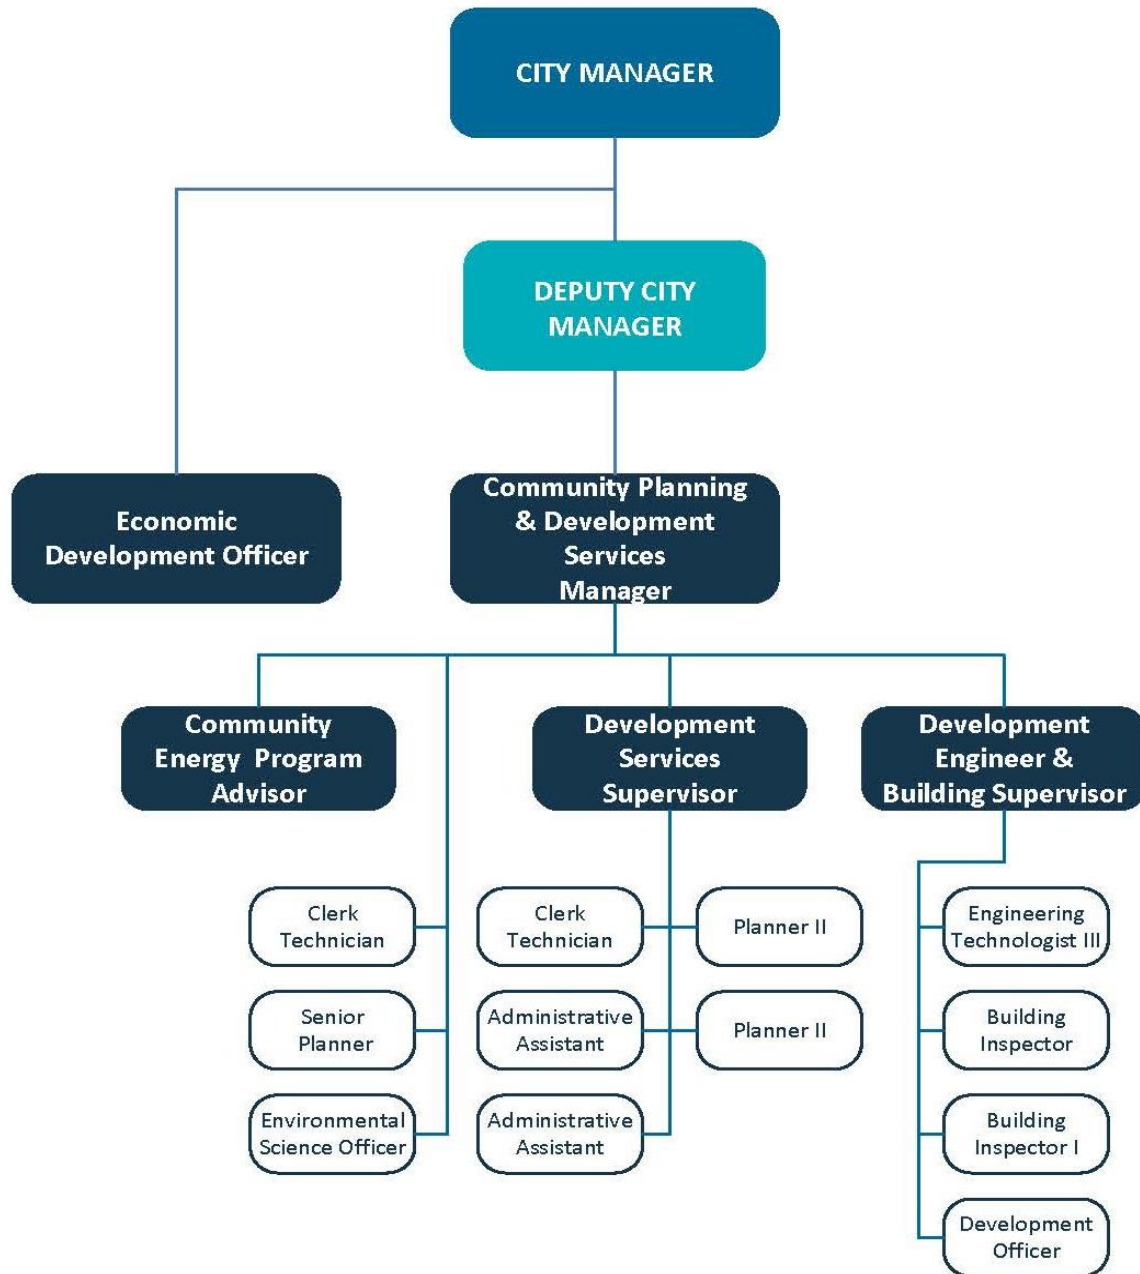 CITY MANAGER
DEPUTY CITY
MANAGER
Economic
Development Officer
Community Planning
& Development
Services
Manager
Community
Energy Program
Advisor
Development
Services
Supervisor
Development
Engineer &
Building Supervisor
Clerk
Technician
Senior
Planner
Environmental
Science Officer
Clerk
Technician
Administrative
Assistant
Administrative
Assistant
Planner II
Planner II
Engineering
Technologist III
Building
Inspector
Building
Inspector I
Development
Officer